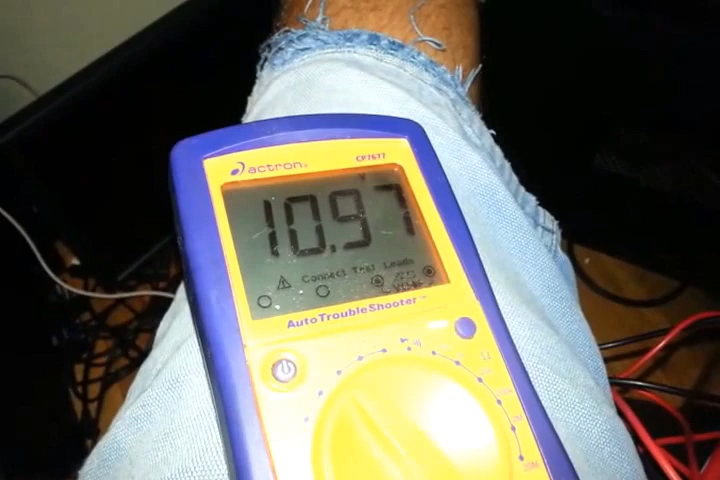 actron
CP7677
V
10.97
Connect Test Leads
AutoTroubleShooter